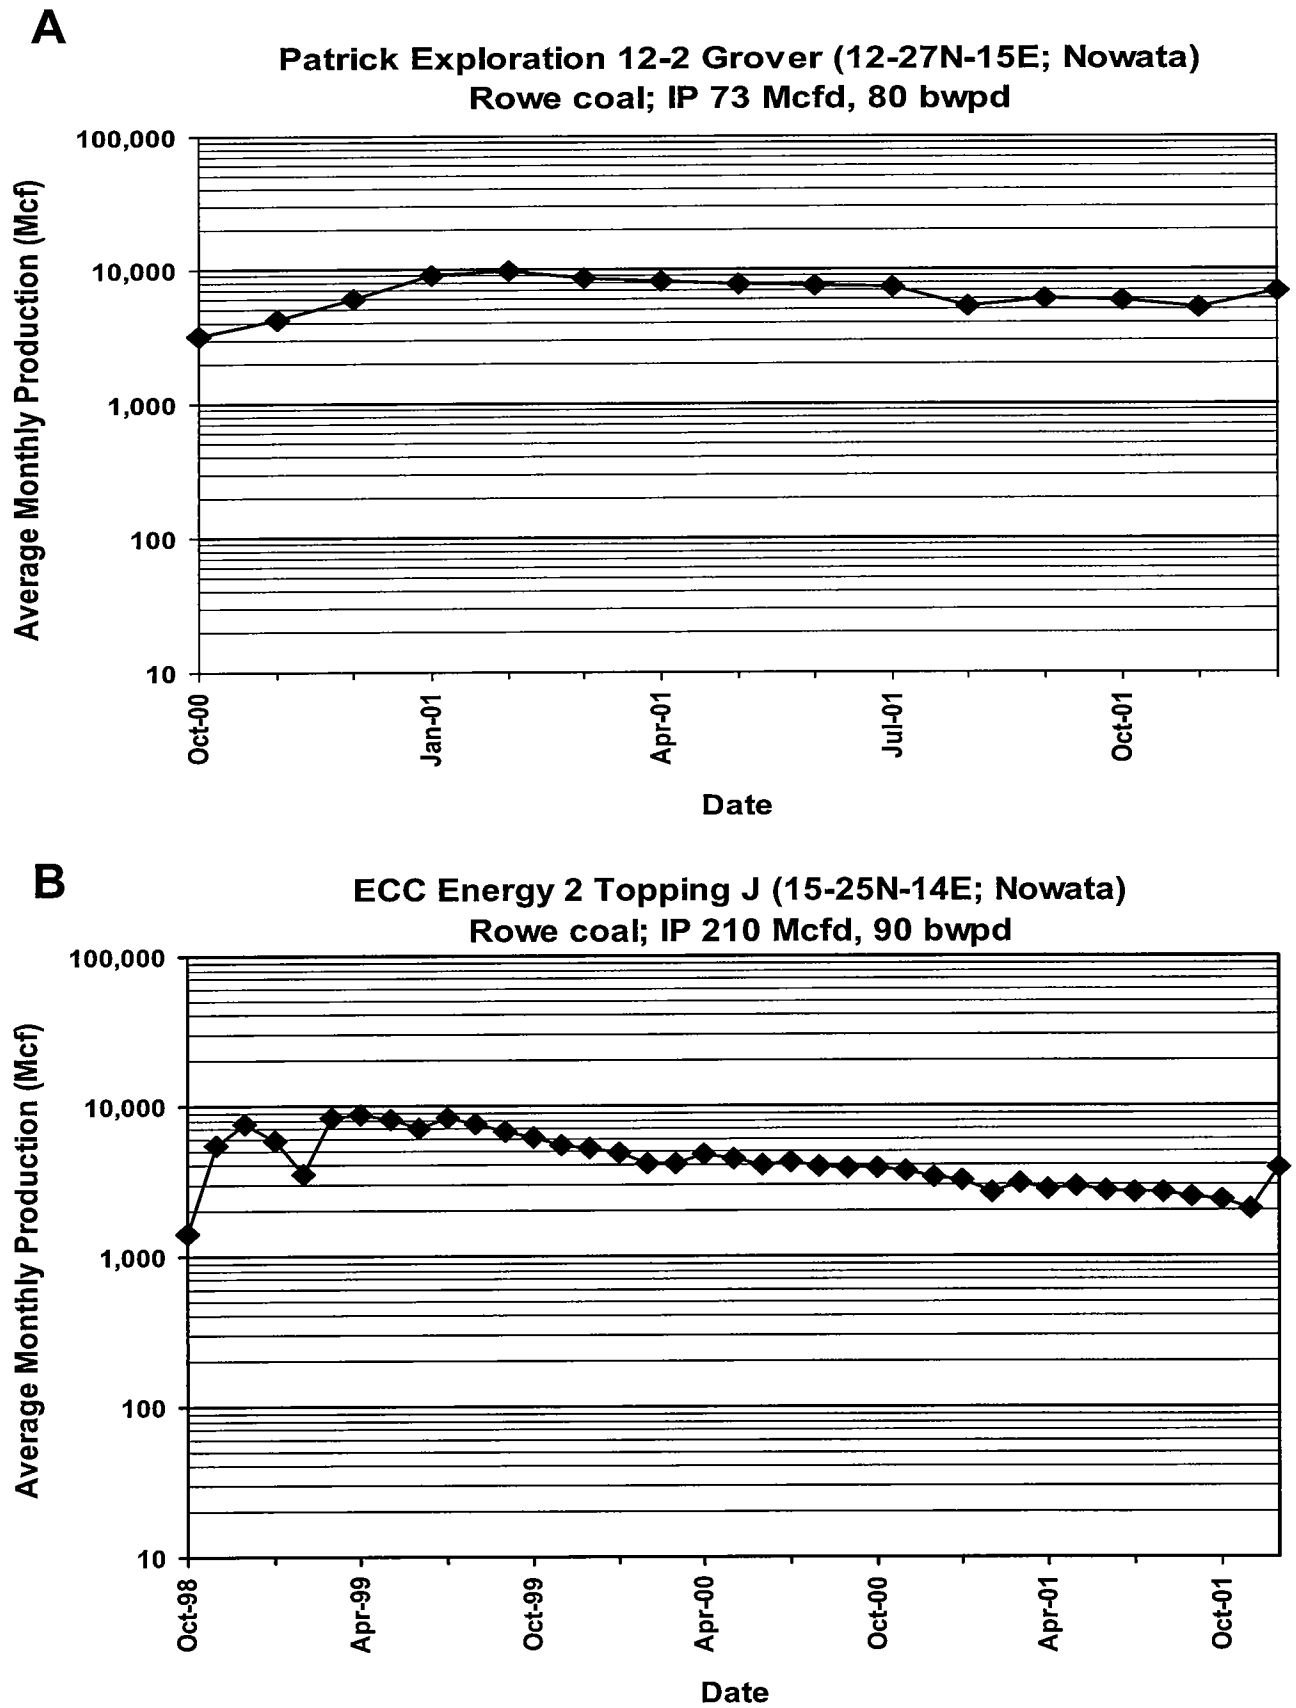 A
Patrick Exploration 12-2 Grover (12-27N-15E; Nowata)
Rowe coal; IP 73 Mcfd, 80 bwpd
Average Monthly Production (Mcf)
100,000
10,000
1,000
100
10
Oct-00
Jan-01
Apr-01
Jul-01
Oct-01
Date
B
ECC Energy 2 Topping J (15-25N-14E; Nowata)
Rowe coal; IP 210 Mcfd, 90 bwpd
Average Monthly Production (Mcf)
100,000
10,000
1,000
100
10
Oct-98
Apr-99
Oct-99
Apr-00
Oct-00
Apr-01
Oct-01
Date